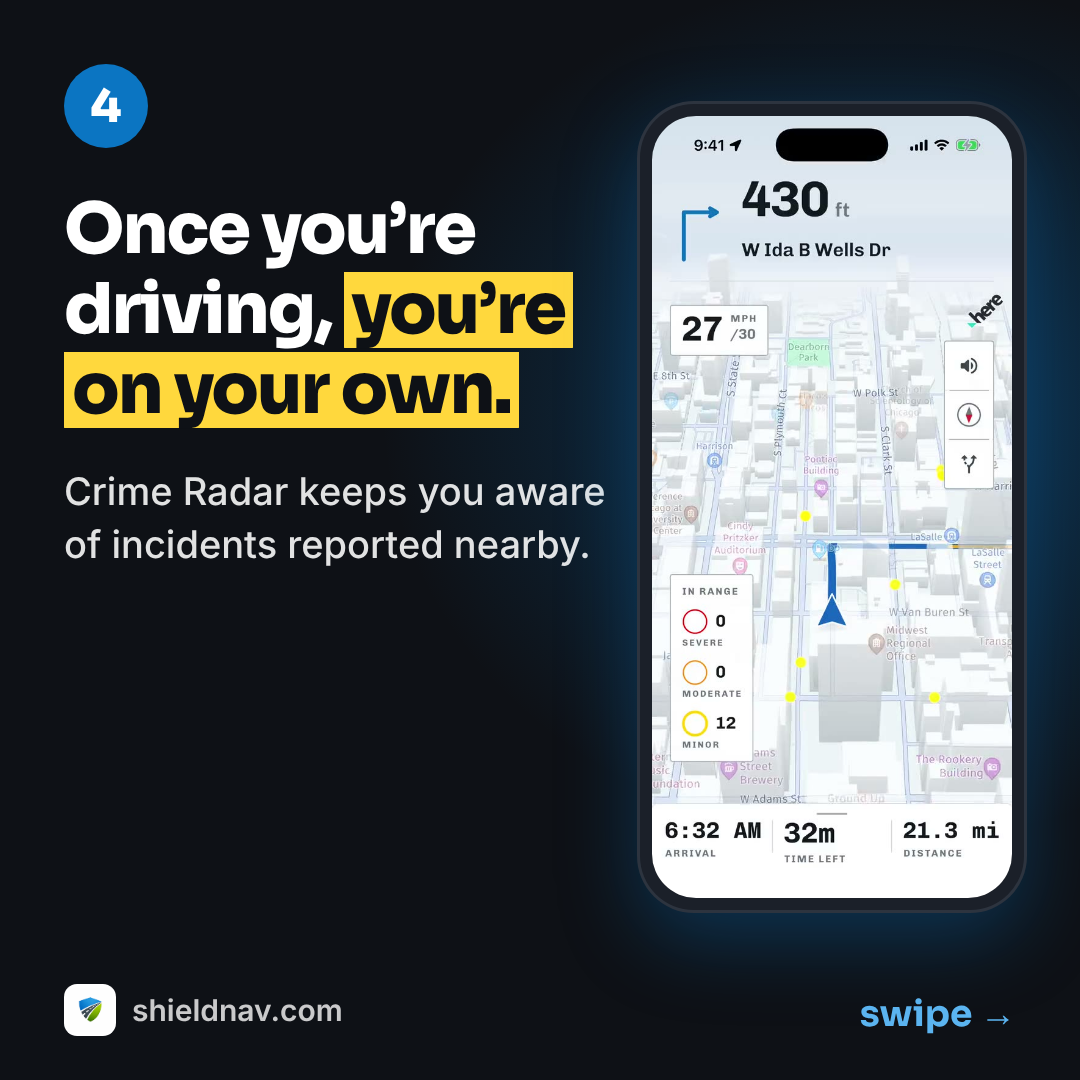 4
Once you’re
driving, you’re
on your own.
Crime Radar keeps you aware
of incidents reported nearby.
9:41
430 ft
W Ida B Wells Dr
here
27 MPH
/30
Dearborn
Park
E 8th St
S State
S Plymouth Ct
W Polk St
S Clark St
Chicago
Harrison
Pontiac
Building
Cindy
Pritzker
Auditorium
LaSalle
LaSalle
Street
W Van Buren St
Midwest
Regional
Office
IN RANGE
0
SEVERE
0
MODERATE
12
MINOR
Street
Brewery
The Rookery
Building
W Adams St
Ground Up
6:32 AM
ARRIVAL
32m
TIME LEFT
21.3 mi
DISTANCE
shieldnav.com
swipe →